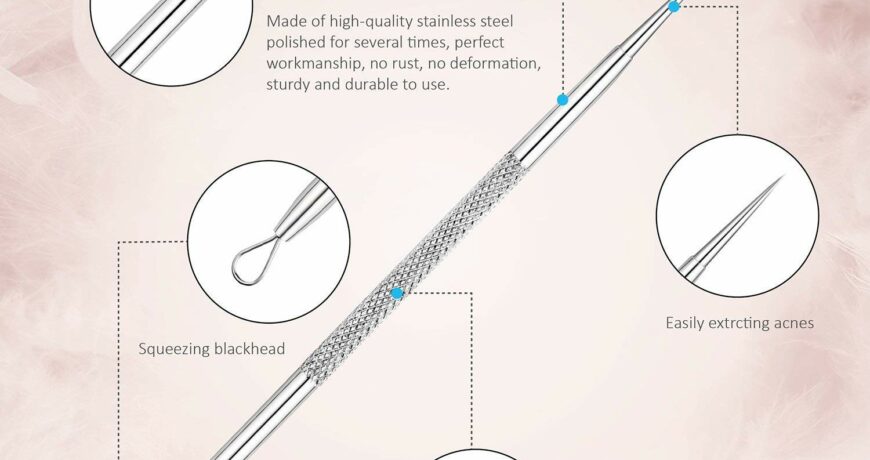 Made of high-quality stainless steel
polished for several times, perfect
workmanship, no rust, no deformation,
sturdy and durable to use.
Squeezing blackhead
Easily extrcting acnes